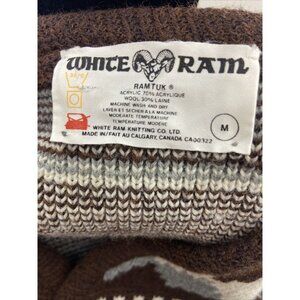 WHITE RAM
RAMTUK ®
ACRYLIC 70% ACRYLIQUE
WOOL 30% LAINE
MACHINE WASH AND DRY
LAVER ET SECHER A LA MACHINE
MODERATE TEMPERATURE
TEMPERATURE MODERE
WHITE RAM KNITTING CO. LTD.
MADE IN/FAIT AU CALGARY, CANADA CA00322
M